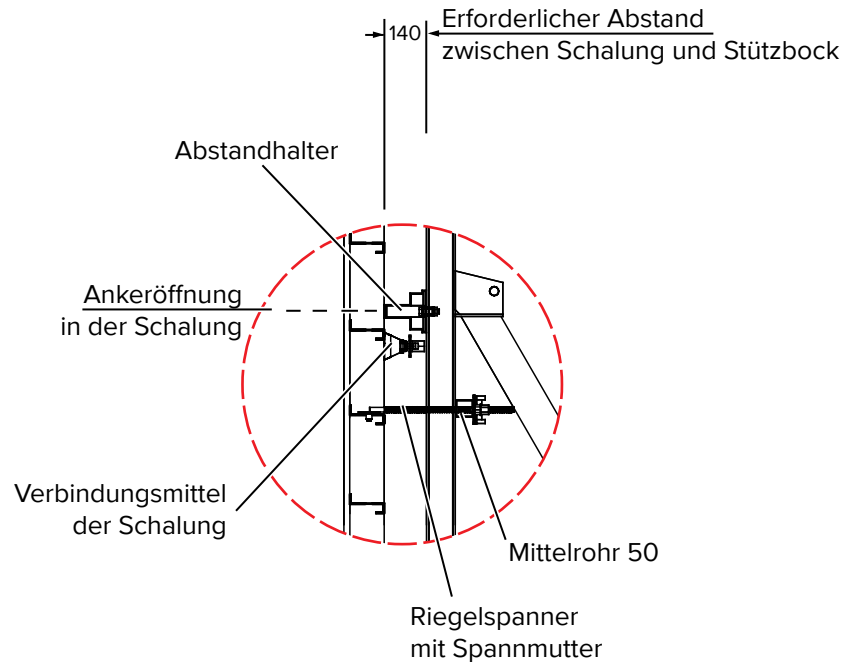 140
Erforderlicher Abstand
zwischen Schalung und Stützbock
Abstandhalter
Ankeröffnung
in der Schalung
Verbindungsmittel
der Schalung
Mittelrohr 50
Riegelspanner
mit Spannmutter